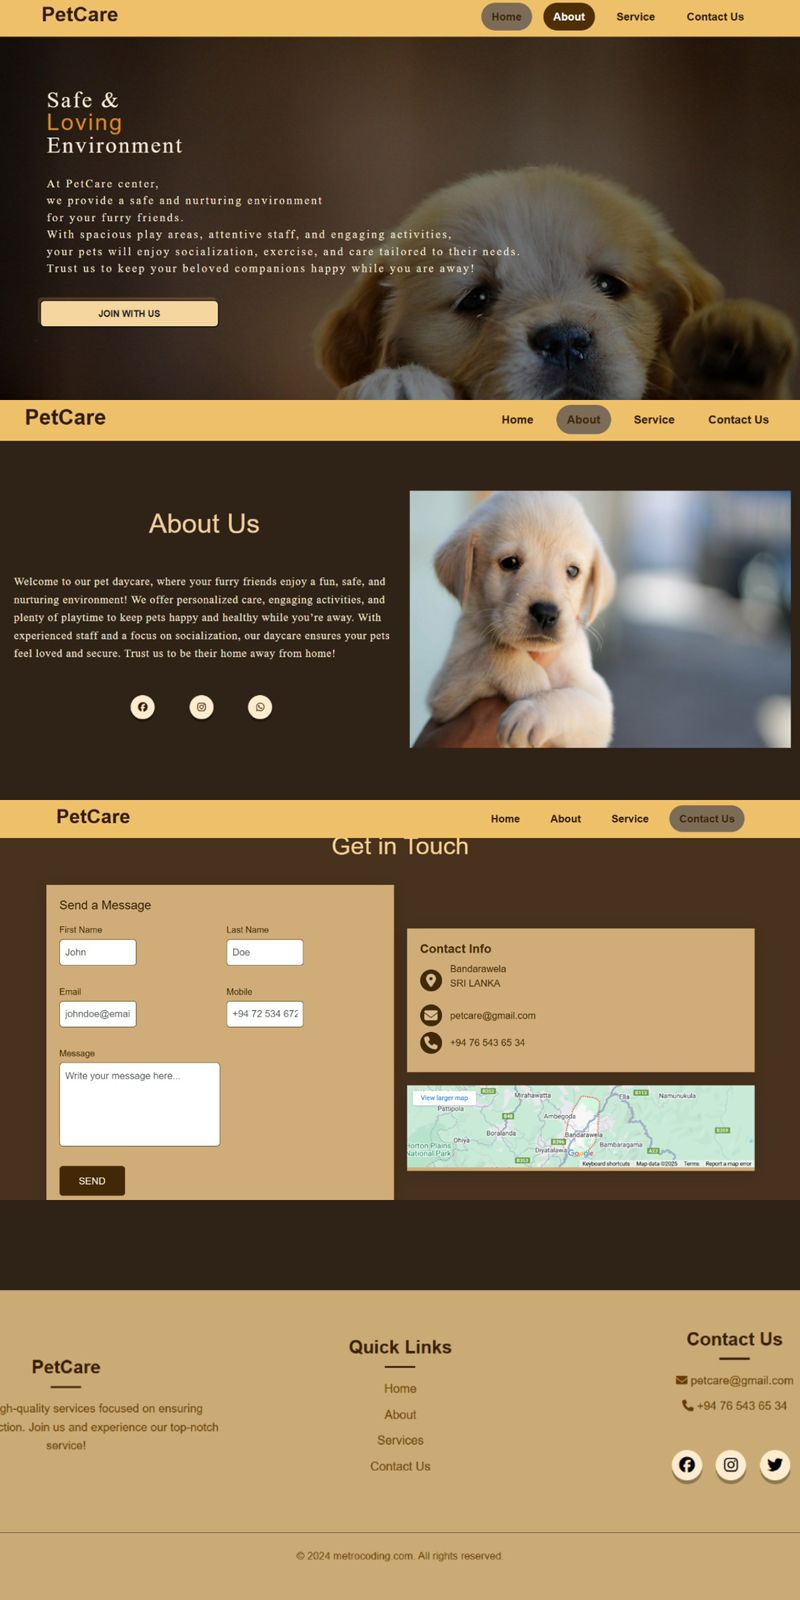 PetCare
Home
About
Service
Contact Us
Safe &
Loving
Environment
At PetCare center,
we provide a safe and nurturing environment
for your furry friends.
With spacious play areas, attentive staff, and engaging activities,
your pets will enjoy socialization, exercise, and care tailored to their needs.
Trust us to keep your beloved companions happy while you are away!
JOIN WITH US
PetCare
Home
About
Service
Contact Us
About Us
Welcome to our pet daycare, where your furry friends enjoy a fun, safe, and
nurturing environment! We offer personalized care, engaging activities, and
plenty of playtime to keep pets happy and healthy while you're away. With
experienced staff and a focus on socialization, our daycare ensures your pets
feel loved and secure. Trust us to be their home away from home!
PetCare
Home
About
Service
Contact Us
Get in Touch
Send a Message
First Name
Last Name
John
Doe
Email
Mobile
johndoe@emai
+94 72 534 672
Message
Write your message here...
SEND
Contact Info
Bandarawela
SRI LANKA
petcare@gmail.com
+94 76 543 65 34
View larger map
Pattipola
Mirahawatta
Ella
Namunukula
Ambegoda
Boralanda
Bandarawela
Ohiya
Diyatalawa
Bambaragama
Horton Plains
National Park
Google
Keyboard shortcuts
Map data ©2025
Terms
Report a map error
PetCare
gh-quality services focused on ensuring
ction. Join us and experience our top-notch
service!
Quick Links
Home
About
Services
Contact Us
Contact Us
petcare@gmail.com
+94 76 543 65 34
© 2024 metrocoding.com. All rights reserved.